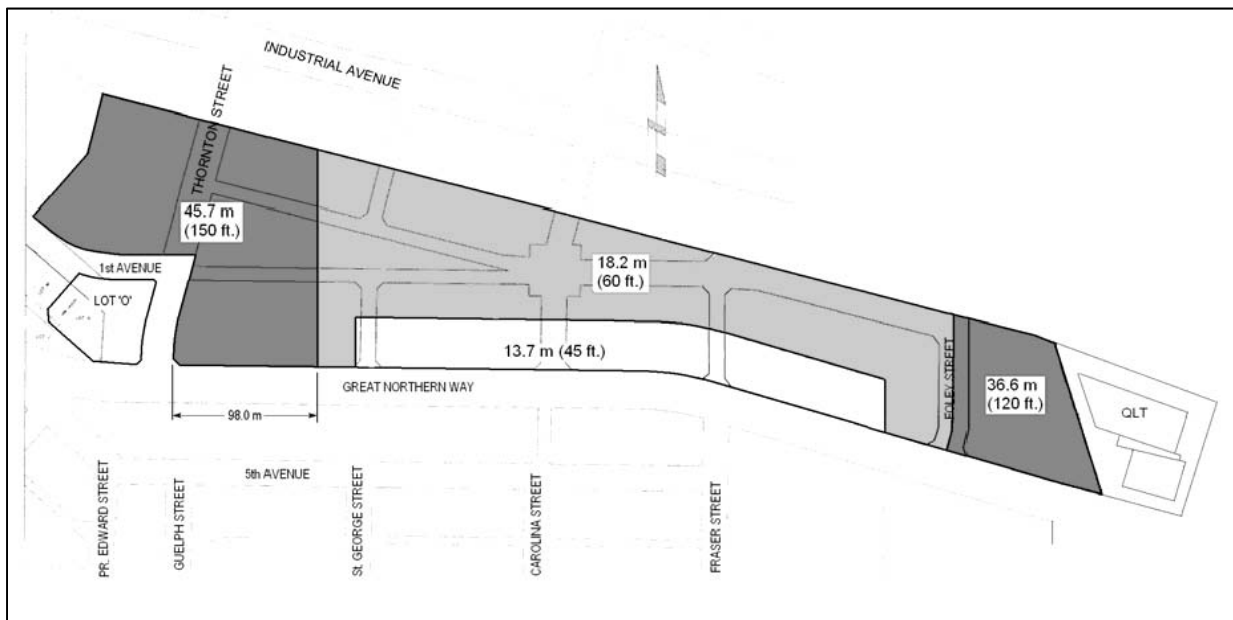 INDUSTRIAL AVENUE
THORNTON STREET
45.7 m
(150 ft.)
1st AVENUE
LOT 'O'
18.2 m
(60 ft.)
13.7 m (45 ft.)
FOLEY STREET
36.6 m
(120 ft.)
QLT
GREAT NORTHERN WAY
98.0 m
5th AVENUE
PR. EDWARD STREET
GUELPH STREET
St. GEORGE STREET
CAROLINA STREET
FRASER STREET